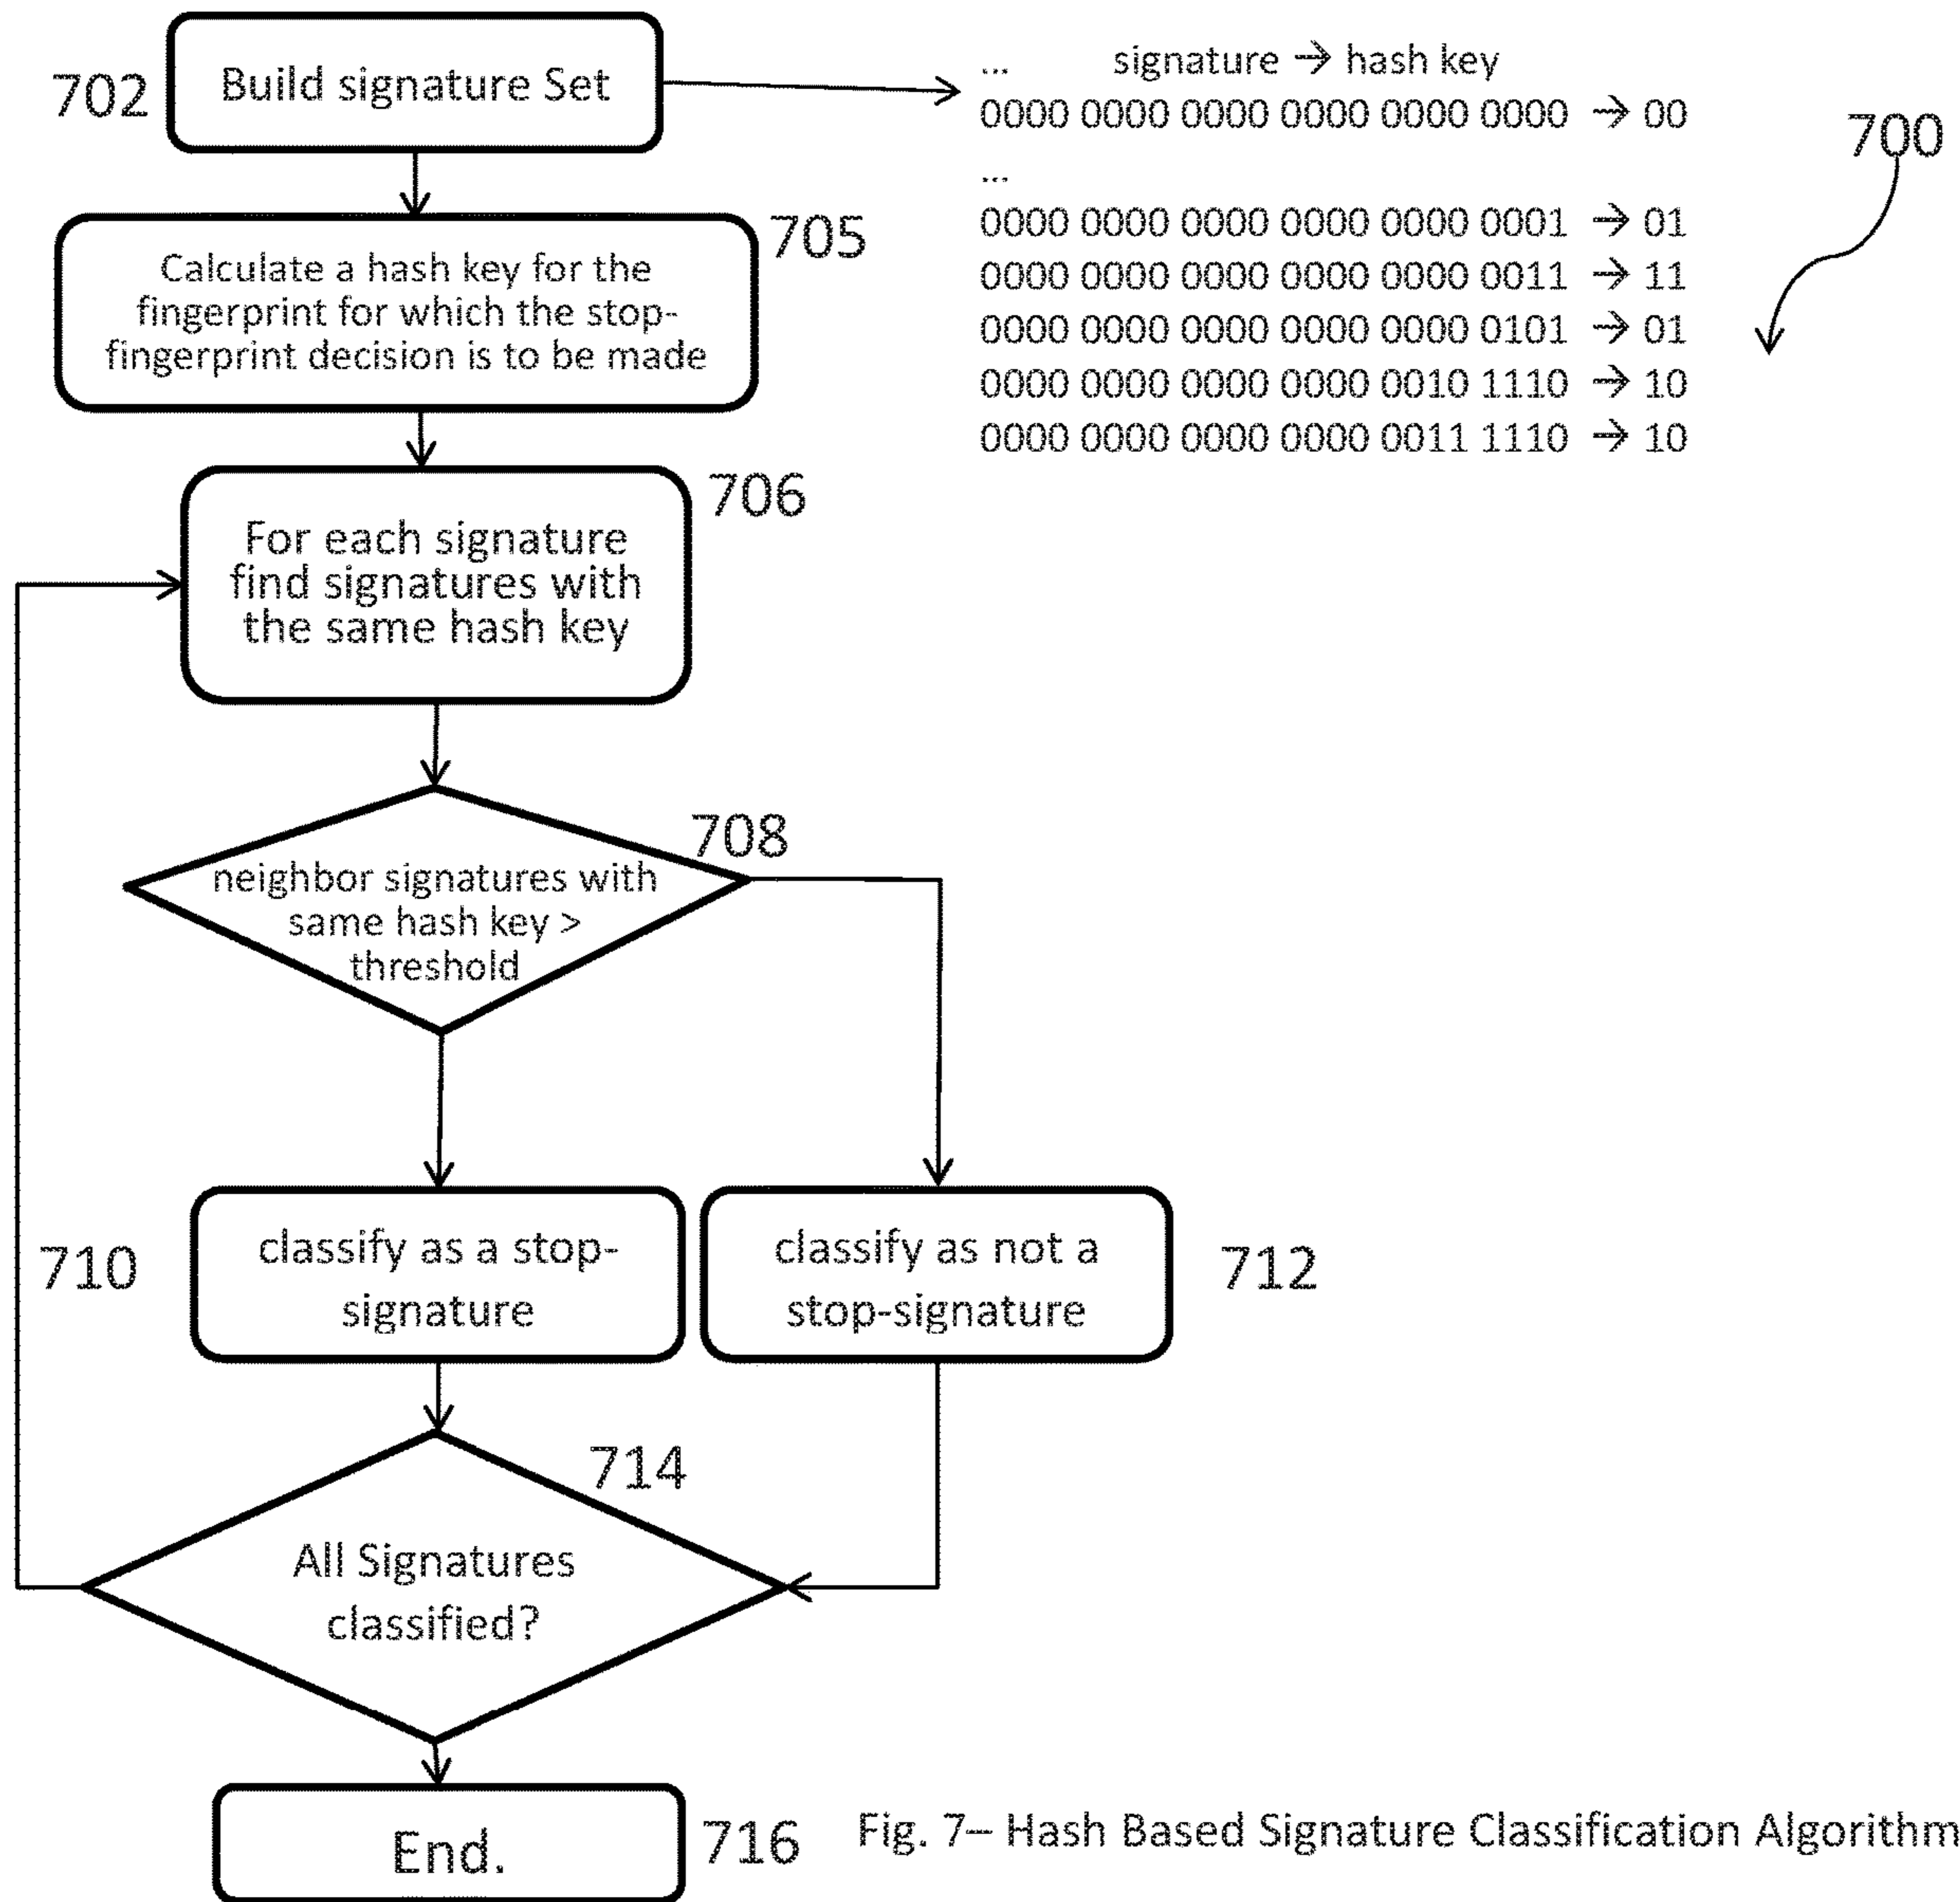 702
Build signature Set
... signature → hash key
0000 0000 0000 0000 0000 0000 → 00
...
0000 0000 0000 0000 0000 0001 → 01
0000 0000 0000 0000 0000 0011 → 11
0000 0000 0000 0000 0000 0101 → 01
0000 0000 0000 0000 0010 1110 → 10
0000 0000 0000 0000 0011 1110 → 10
700
705
Calculate a hash key for the
fingerprint for which the stop-
fingerprint decision is to be made
706
For each signature
find signatures with
the same hash key
708
neighbor signatures with
same hash key >
threshold
710
classify as a stop-
signature
classify as not a
stop-signature
712
714
All Signatures
classified?
End.
716
Fig. 7– Hash Based Signature Classification Algorithm